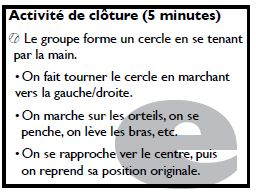 Activité de clôture (5 minutes)
Le groupe forme un cercle en se tenant
par la main.
• On fait tourner le cercle en marchant
vers la gauche/droite.
• On marche sur les orteils, on se
penche, on lève les bras, etc.
• On se rapproche ver le centre, puis
on reprend sa position originale.
e